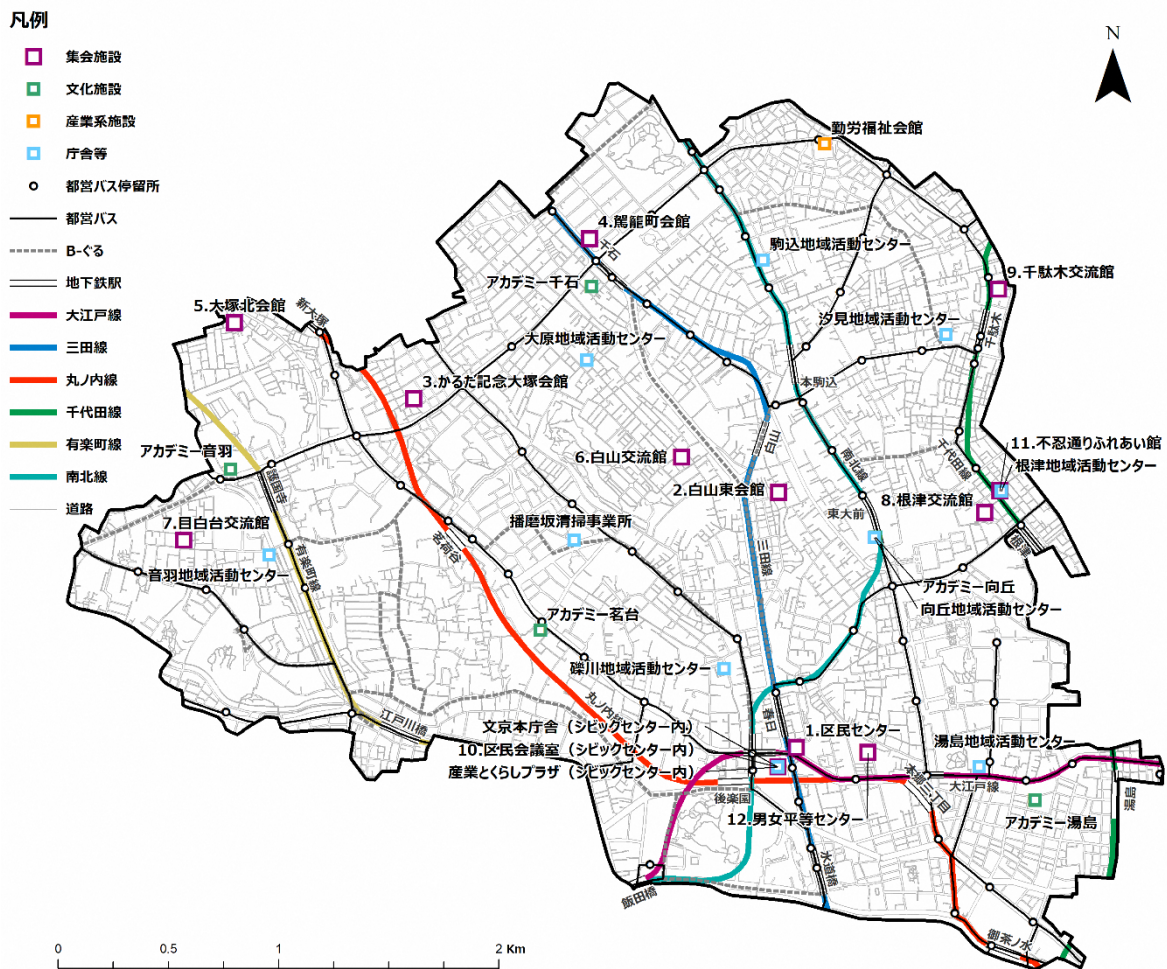 凡例
集会施設
文化施設
産業系施設
庁舎等
都営バス停留所
都営バス
B-ぐる
地下鉄駅
大江戸線
三田線
丸ノ内線
千代田線
有楽町線
南北線
道路
N
勤労福祉会館
4.駕籠町会館
千石
駒込地域活動センター
アカデミー千石
9.千駄木交流館
5.大塚北会館
新大塚
汐見地域活動センター
千駄木
大原地域活動センター
本駒込
3.かるた記念大塚会館
白山
アカデミー音羽
護国寺
6.白山交流館
南北線
千代田線
11.不忍通りふれあい館
根津地域活動センター
2.白山東会館
8.根津交流館
東大前
7.目白台交流館
播磨坂清掃事業所
茗荷谷
三田線
根津
有楽町線
音羽地域活動センター
アカデミー向丘
向丘地域活動センター
アカデミー茗台
礫川地域活動センター
丸ノ内線
春日
江戸川橋
文京本庁舎（シビックセンター内）
10.区民会議室（シビックセンター内）
産業とくらしプラザ（シビックセンター内）
1.区民センター
湯島地域活動センター
本郷三丁目
大江戸線
湯島
後楽園
12.男女平等センター
アカデミー湯島
水道橋
飯田橋
御茶ノ水
0 0.5 1 2 Km